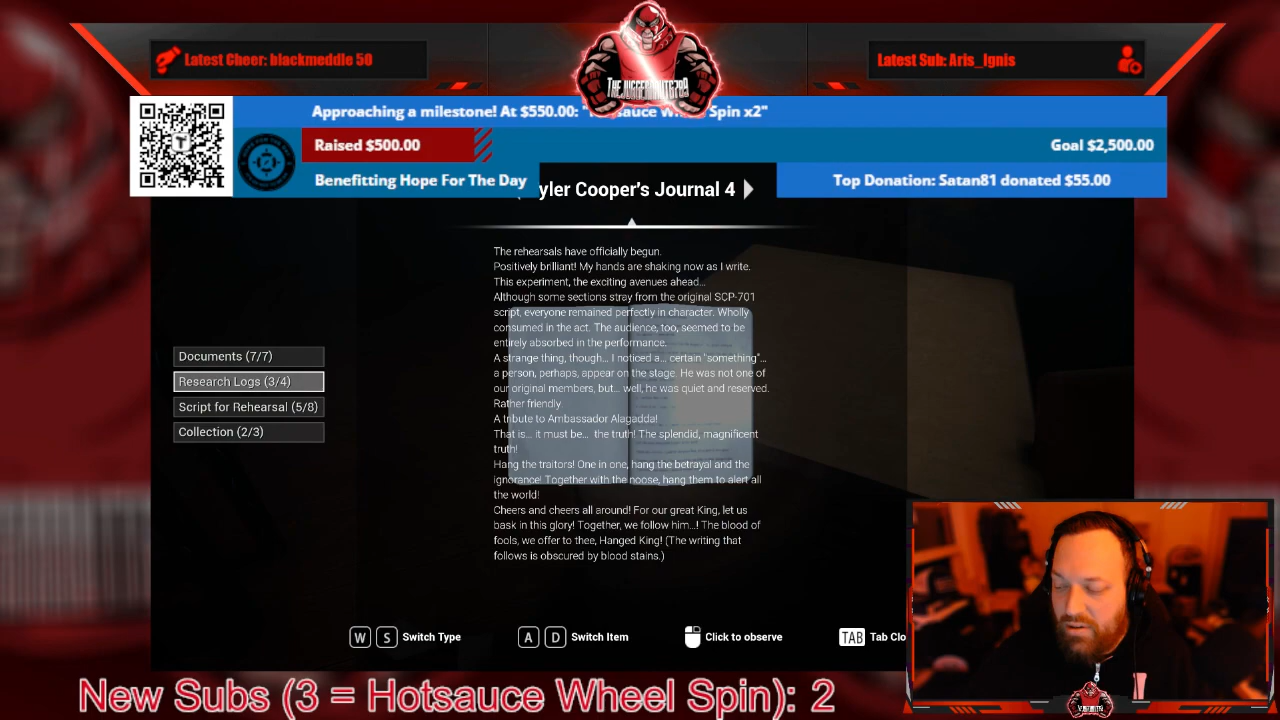 Latest Cheer: blackmeddle 50
THEJUGGERNAUT0789
Latest Sub: Aris_Ignis
Approaching a milestone! At $550.00: " Spin x2"
Raised $500.00
Goal $2,500.00
Benefitting Hope For The Day
yler Cooper's Journal 4
Top Donation: Satan81 donated $55.00
The rehearsals have officially begun.
Positively brilliant! My hands are shaking now as I write.
This experiment, the exciting avenues ahead...
Although some sections stray from the original SCP-701
script, everyone remained perfectly in character. Wholly
consumed in the act. The audience, too, seemed to be
entirely absorbed in the performance.
A strange thing, though... I noticed a... certain "something"...
a person, perhaps, appear on the stage. He was not one of
our original members, but... well, he was quiet and reserved.
Rather friendly.
A tribute to Ambassador Alagadda!
That is... it must be... the truth! The splendid, magnificent
truth!
Hang the traitors! One in one, hang the betrayal and the
ignorance! Together with the noose, hang them to alert all
the world!
Cheers and cheers all around! For our great King, let us
bask in this glory! Together, we follow him...! The blood of
fools, we offer to thee, Hanged King! (The writing that
follows is obscured by blood stains.)
Documents (7/7)
Research Logs (3/4)
Script for Rehearsal (5/8)
Collection (2/3)
W S Switch Type
A D Switch Item
Click to observe
TAB Tab Clo
New Subs (3 = Hotsauce Wheel Spin): 2